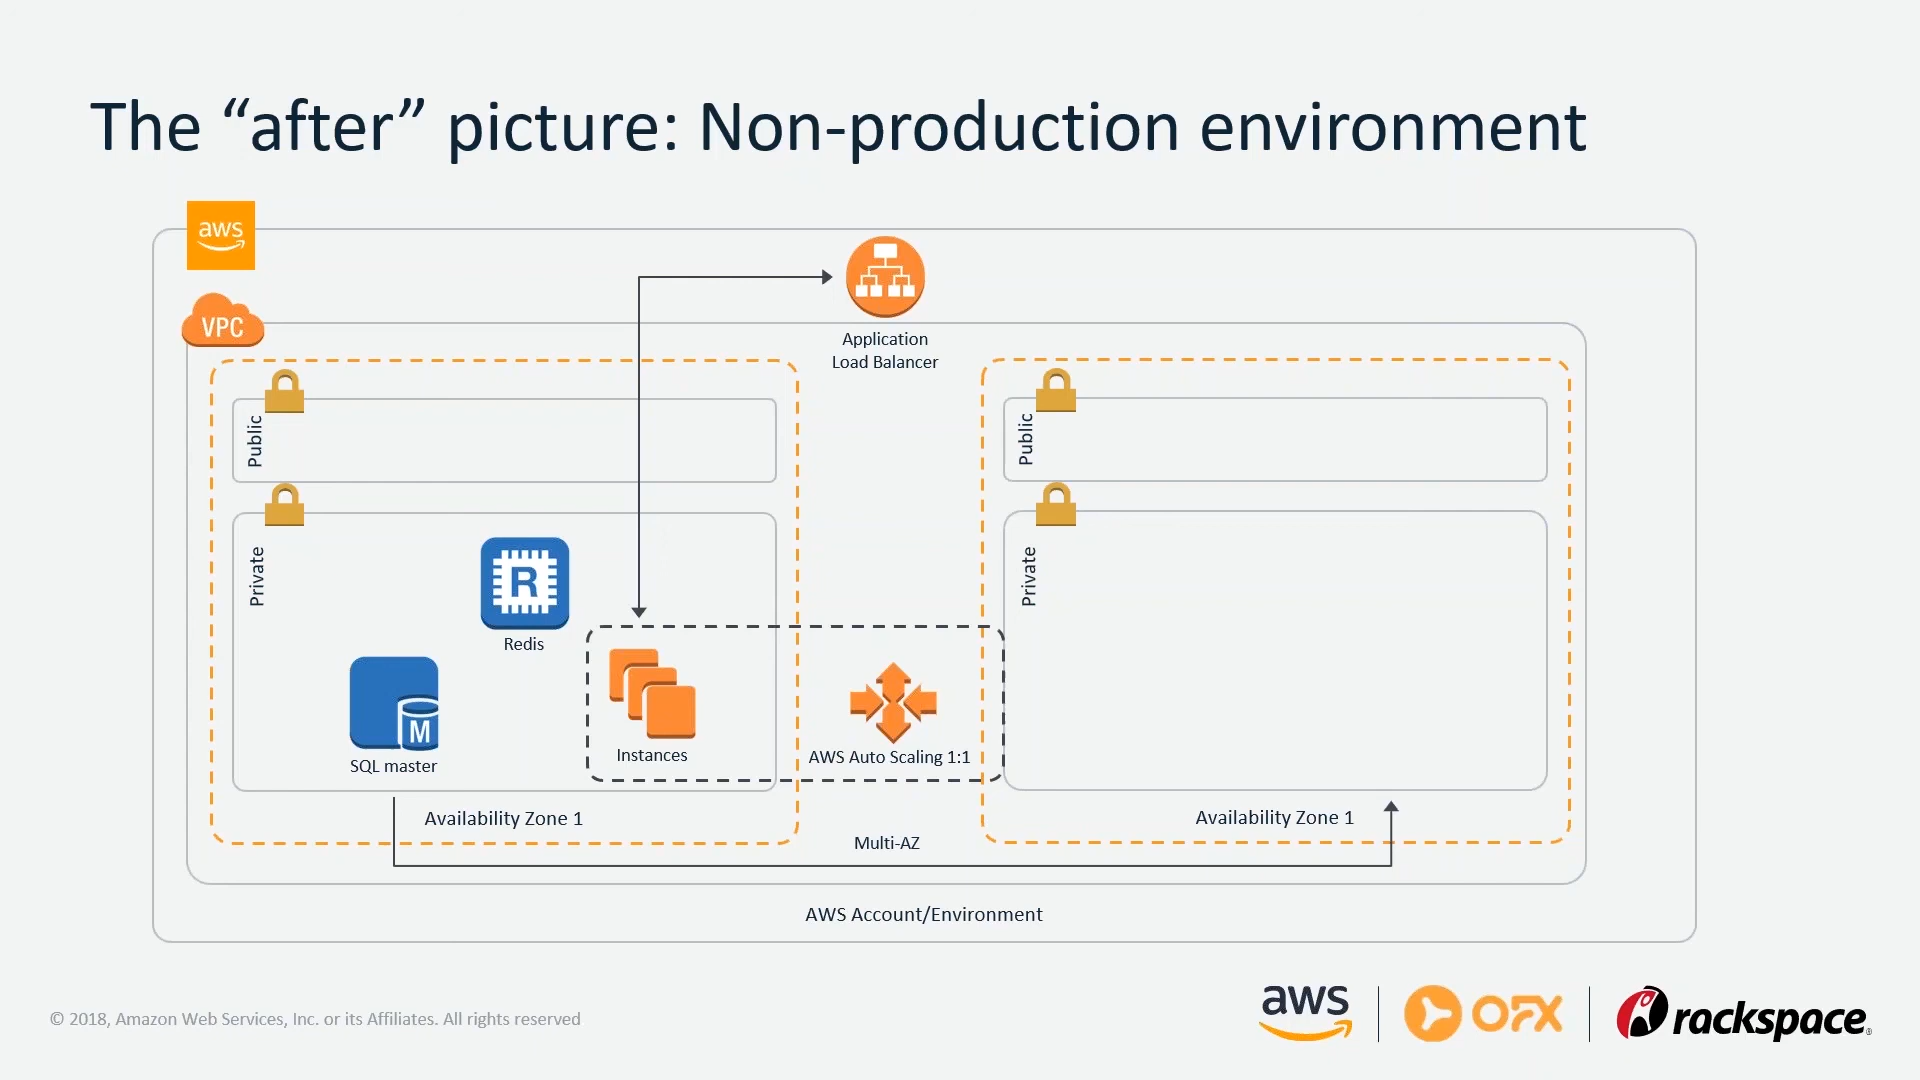 The “after” picture: Non-production environment
aws
VPC
Application
Load Balancer
Public
Public
Private
Private
R
Redis
M
SQL master
Instances
AWS Auto Scaling 1:1
Availability Zone 1
Availability Zone 1
Multi-AZ
AWS Account/Environment
© 2018, Amazon Web Services, Inc. or its Affiliates. All rights reserved
aws
OFX
rackspace®